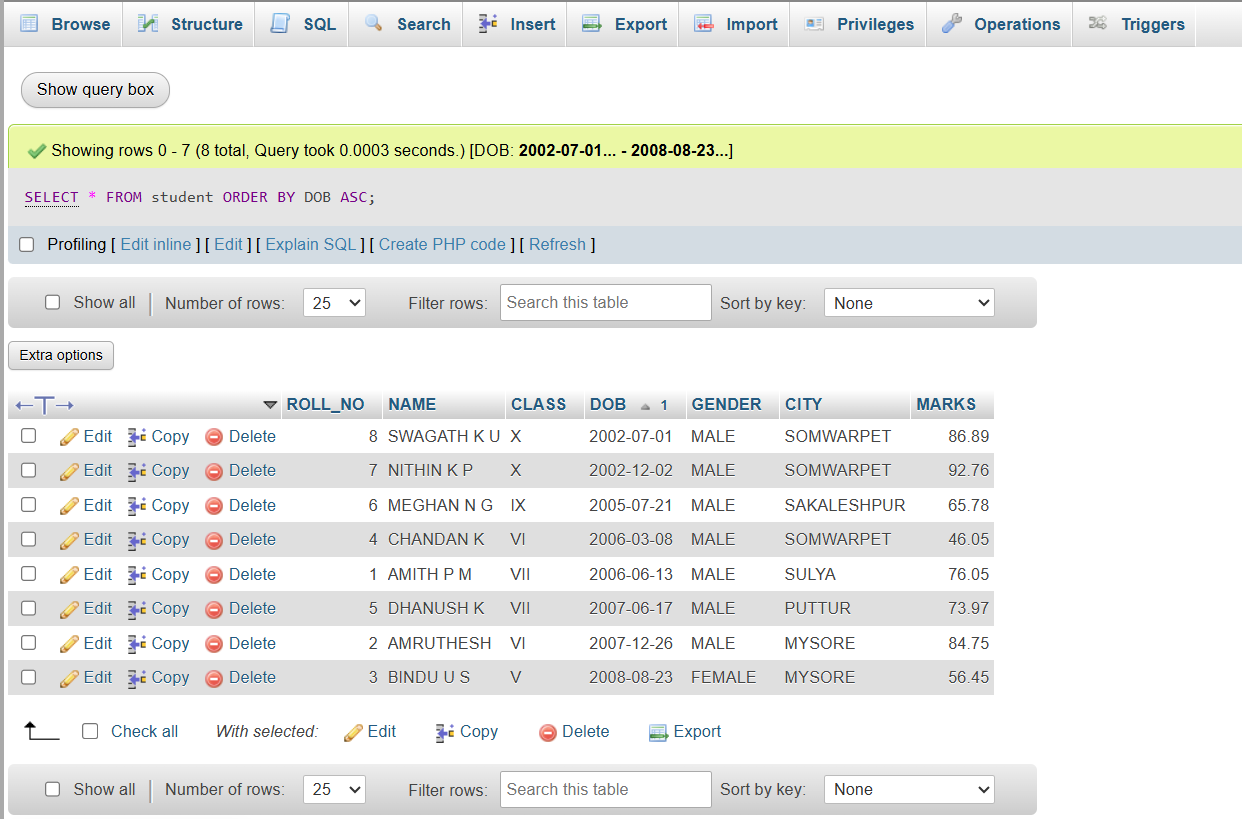 Browse Structure SQL Search Insert Export Import Privileges Operations Triggers
Show query box
Showing rows 0 - 7 (8 total, Query took 0.0003 seconds.) [DOB: 2002-07-01... - 2008-08-23...]
SELECT * FROM student ORDER BY DOB ASC;
Profiling [ Edit inline ] [ Edit ] [ Explain SQL ] [ Create PHP code ] [ Refresh ]
Show all Number of rows: 25 Filter rows: Search this table Sort by key: None
Extra options
ROLL_NO NAME CLASS DOB 1 GENDER CITY MARKS
Edit Copy Delete 8 SWAGATH K U X 2002-07-01 MALE SOMWARPET 86.89
Edit Copy Delete 7 NITHIN K P X 2002-12-02 MALE SOMWARPET 92.76
Edit Copy Delete 6 MEGHAN N G IX 2005-07-21 MALE SAKALESHPUR 65.78
Edit Copy Delete 4 CHANDAN K VI 2006-03-08 MALE SOMWARPET 46.05
Edit Copy Delete 1 AMITH P M VII 2006-06-13 MALE SULYA 76.05
Edit Copy Delete 5 DHANUSH K VII 2007-06-17 MALE PUTTUR 73.97
Edit Copy Delete 2 AMRUTHESH VI 2007-12-26 MALE MYSORE 84.75
Edit Copy Delete 3 BINDU U S V 2008-08-23 FEMALE MYSORE 56.45
Check all With selected: Edit Copy Delete Export
Show all Number of rows: 25 Filter rows: Search this table Sort by key: None